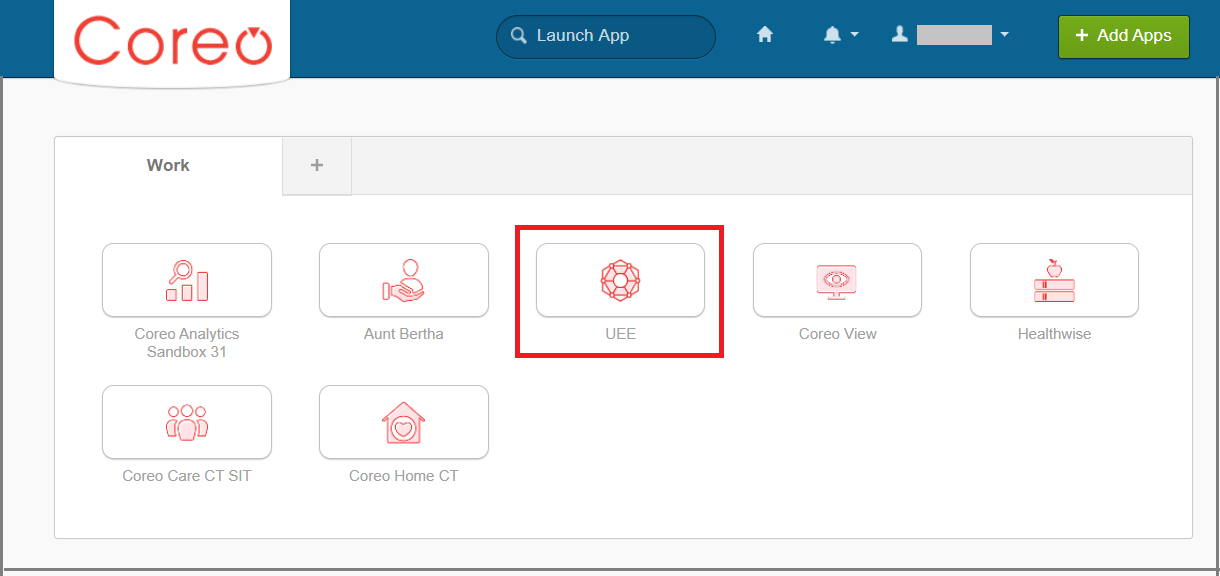 Coreo
Launch App
+ Add Apps
Work
+
Coreo Analytics
Sandbox 31
Aunt Bertha
UEE
Coreo View
Healthwise
Coreo Care CT SIT
Coreo Home CT